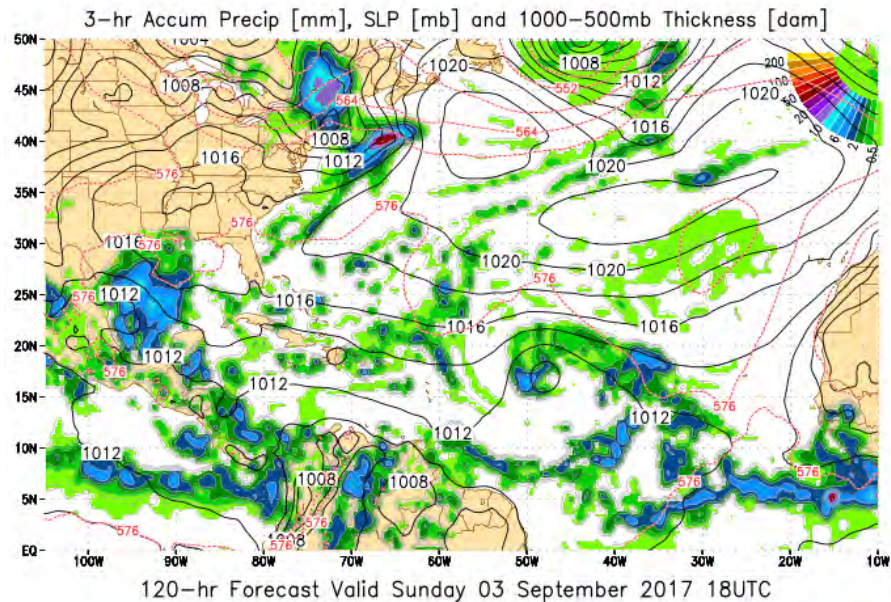 3-hr Accum Precip [mm], SLP [mb] and 1000-500mb Thickness [dam]
50N
45N
40N
35N
30N
25N
20N
15N
10N
5N
EQ
1004
1008
1020
1008
1012
552
564
1016
1020
200
50
20
10
6
2
0.5
1008
564
1012
1016
1020
576
576
576
1016
576
1020
1020
576
576
1012
1016
1016
1012
576
1012
576
1012
1012
1012
1012
576
1008
1008
576
576
1008
576
100W
90W
80W
70W
60W
50W
40W
30W
20W
10W
120-hr Forecast Valid Sunday 03 September 2017 18UTC